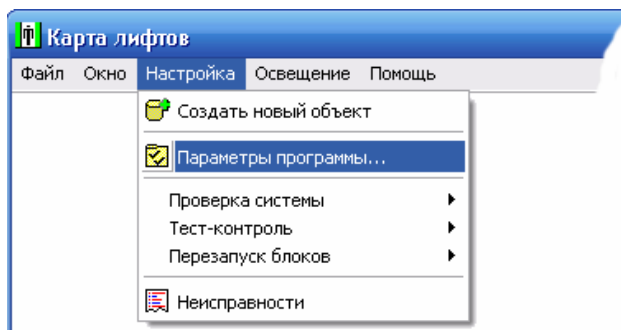 Карта лифтов
Файл Окно Настройка Освещение Помощь
Создать новый объект
Параметры программы...
Проверка системы
Тест-контроль
Перезапуск блоков
Неисправности